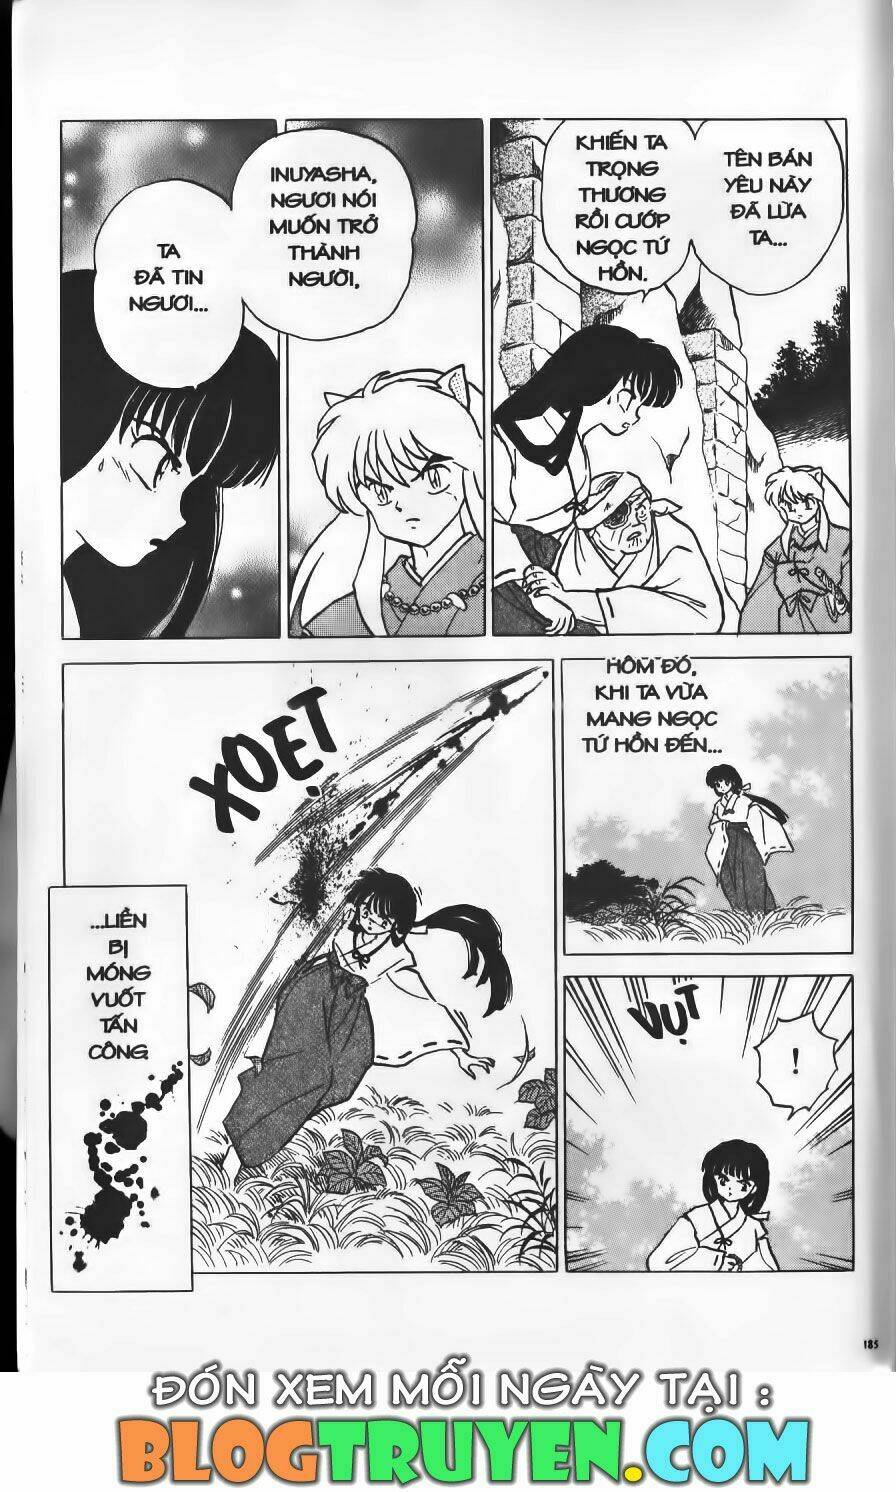 TÊN BÁN
YÊU NÀY
ĐÃ LỪA
TA...
KHIẾN TA
TRỌNG
THƯƠNG
RỒI CƯỚP
NGỌC TỨ
HỒN.
INUYASHA,
NGƯƠI NÓI
MUỐN TRỞ
THÀNH
NGƯỜI,
TA
ĐÃ TIN
NGƯƠI...
HÔM ĐÓ,
KHI TA VỪA
MANG NGỌC
TỨ HỒN ĐẾN...
VỤT
!
XOẸT
...LIỀN
BỊ
MÓNG
VUỐT
TẤN
CÔNG.
185
ĐÓN XEM MỖI NGÀY TẠI :
BLOGTRUYEN.COM